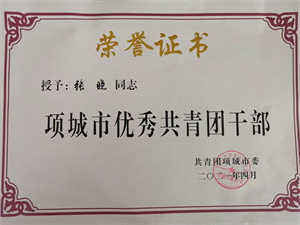 荣誉证书
授予：张晓 同志
项城市优秀共青团干部
共青团项城市委
年四月